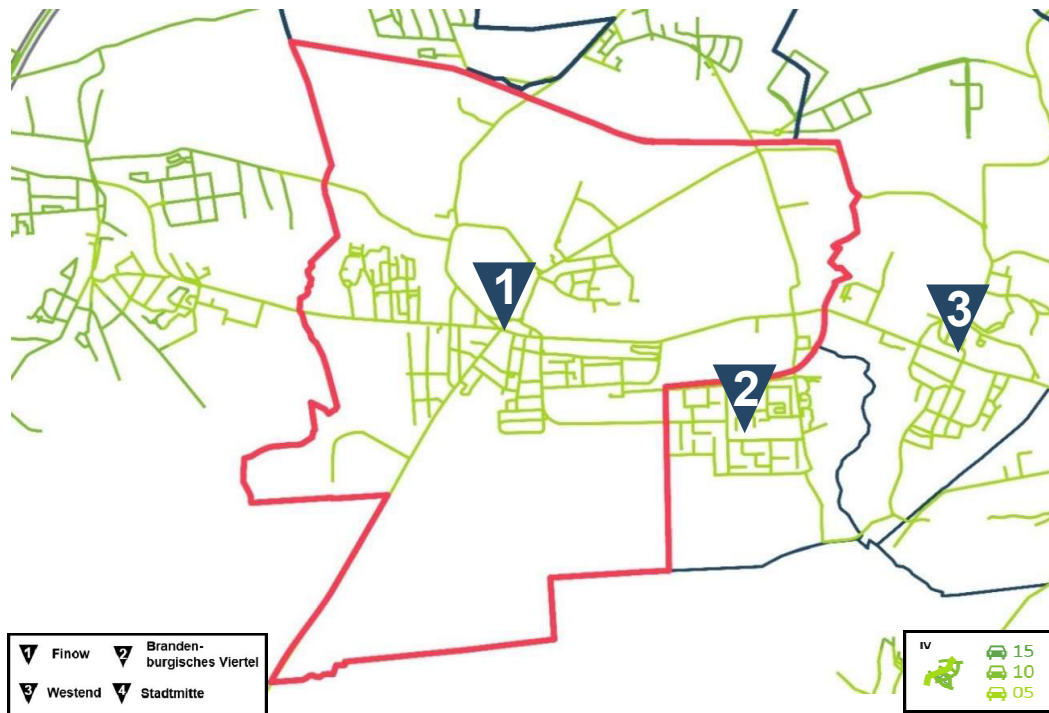 1
3
2
1 Finow
2 Branden-
burgisches Viertel
3 Westend
4 Stadtmitte
IV
15
10
05